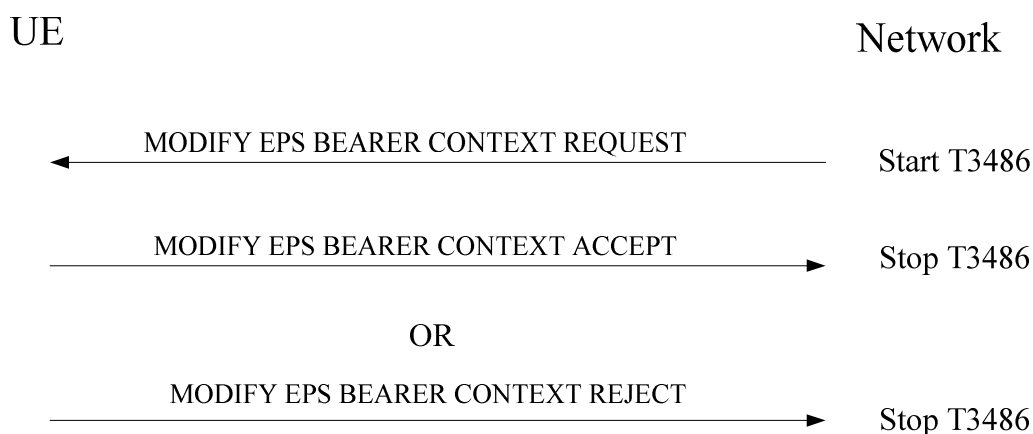 UE
Network
MODIFY EPS BEARER CONTEXT REQUEST
Start T3486
MODIFY EPS BEARER CONTEXT ACCEPT
Stop T3486
OR
MODIFY EPS BEARER CONTEXT REJECT
Stop T3486